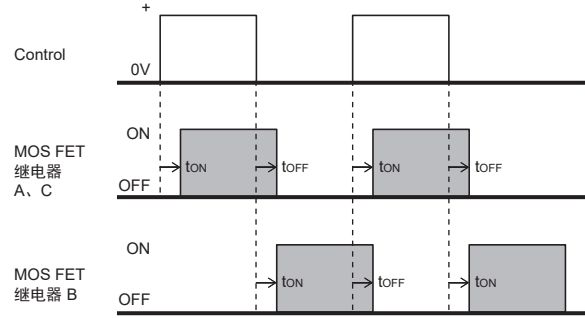 +
Control
0V
ON
MOS FET
继电器
A、C
tON
tOFF
tON
tOFF
OFF
ON
MOS FET
继电器 B
tON
tOFF
tON
OFF